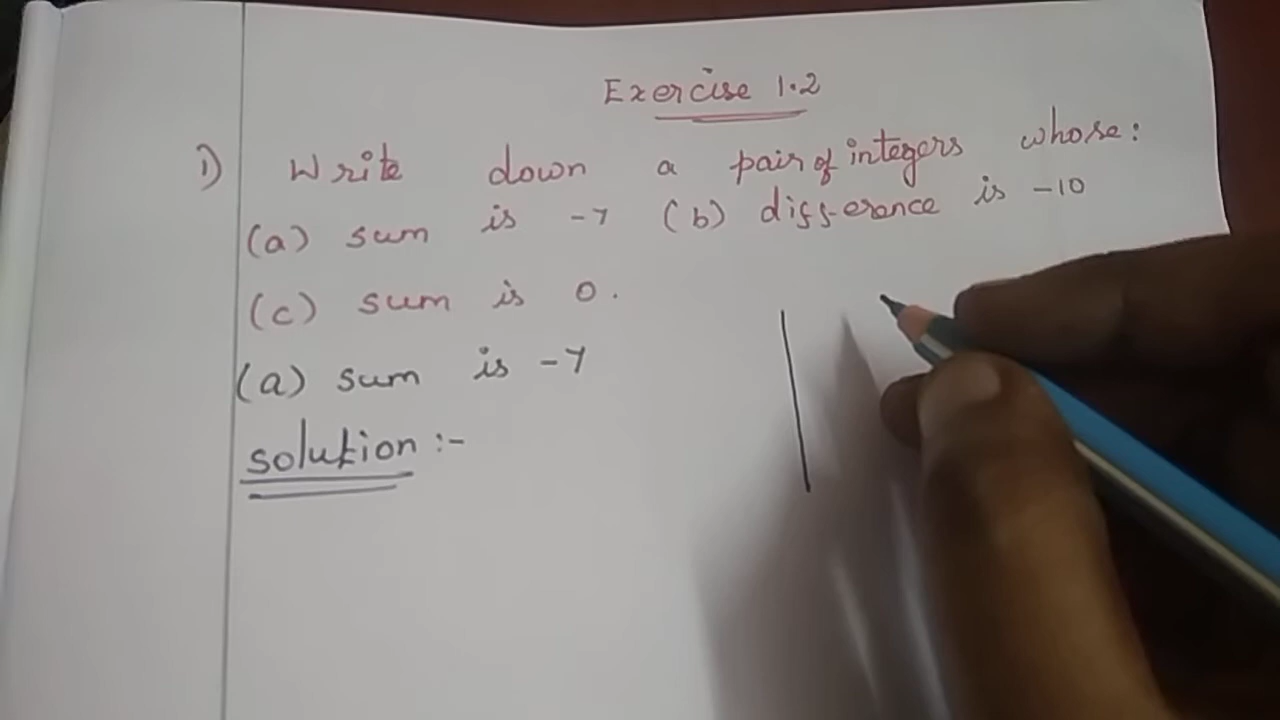 Exercise 1.2
1) Write down a pair of integers whose:
(a) sum is -7 (b) difference is -10
(c) sum is 0.
(a) sum is -7
solution :-